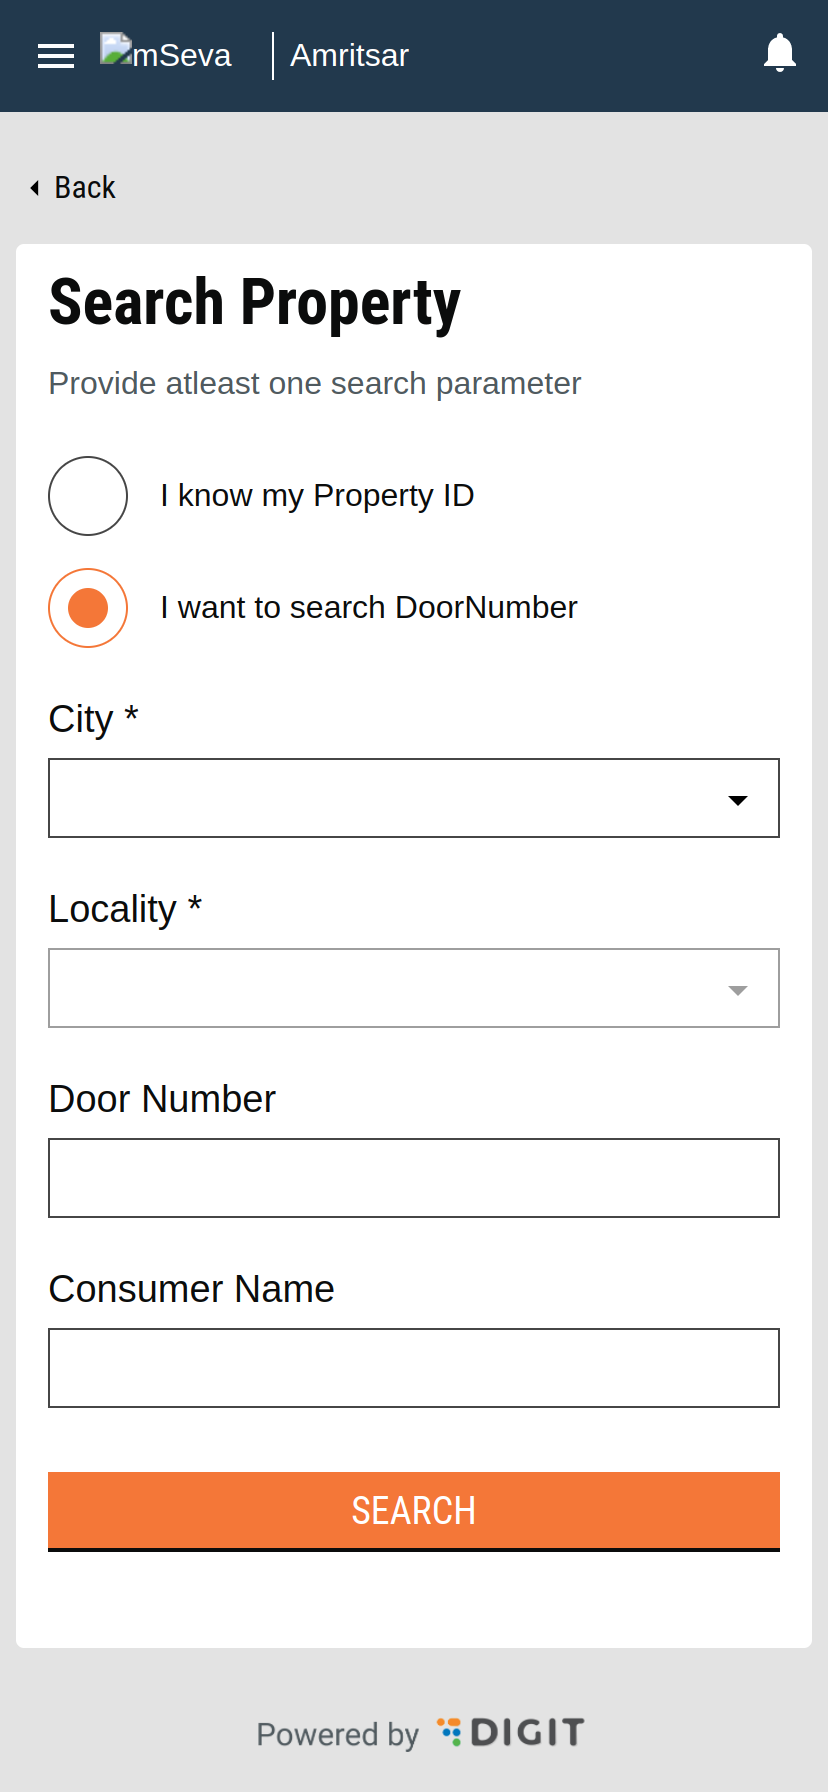 mSeva
Amritsar
Back
Search Property
Provide atleast one search parameter
I know my Property ID
I want to search DoorNumber
City *
Locality *
Door Number
Consumer Name
SEARCH
Powered by DIGIT